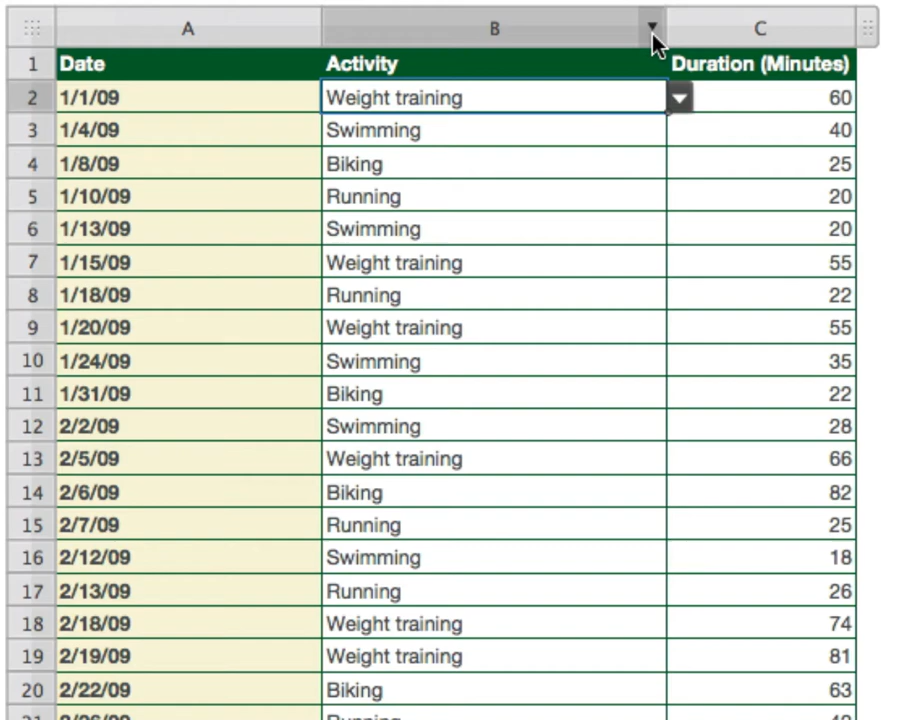 A B C
1 Date Activity Duration (Minutes)
2 1/1/09 Weight training 60
3 1/4/09 Swimming 40
4 1/8/09 Biking 25
5 1/10/09 Running 20
6 1/13/09 Swimming 20
7 1/15/09 Weight training 55
8 1/18/09 Running 22
9 1/20/09 Weight training 55
10 1/24/09 Swimming 35
11 1/31/09 Biking 22
12 2/2/09 Swimming 28
13 2/5/09 Weight training 66
14 2/6/09 Biking 82
15 2/7/09 Running 25
16 2/12/09 Swimming 18
17 2/13/09 Running 26
18 2/18/09 Weight training 74
19 2/19/09 Weight training 81
20 2/22/09 Biking 63
21 Running